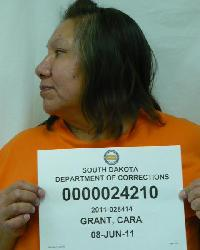 SOUTH DAKOTA
DEPARTMENT OF CORRECTIONS
0000024210
2011-028414
GRANT, CARA
08-JUN-11